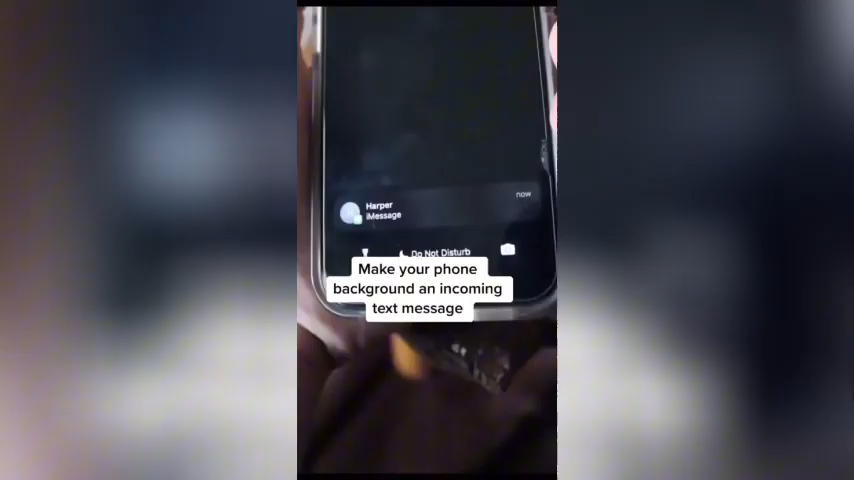 Harper
now
iMessage
Do Not Disturb
Make your phone
background an incoming
text message